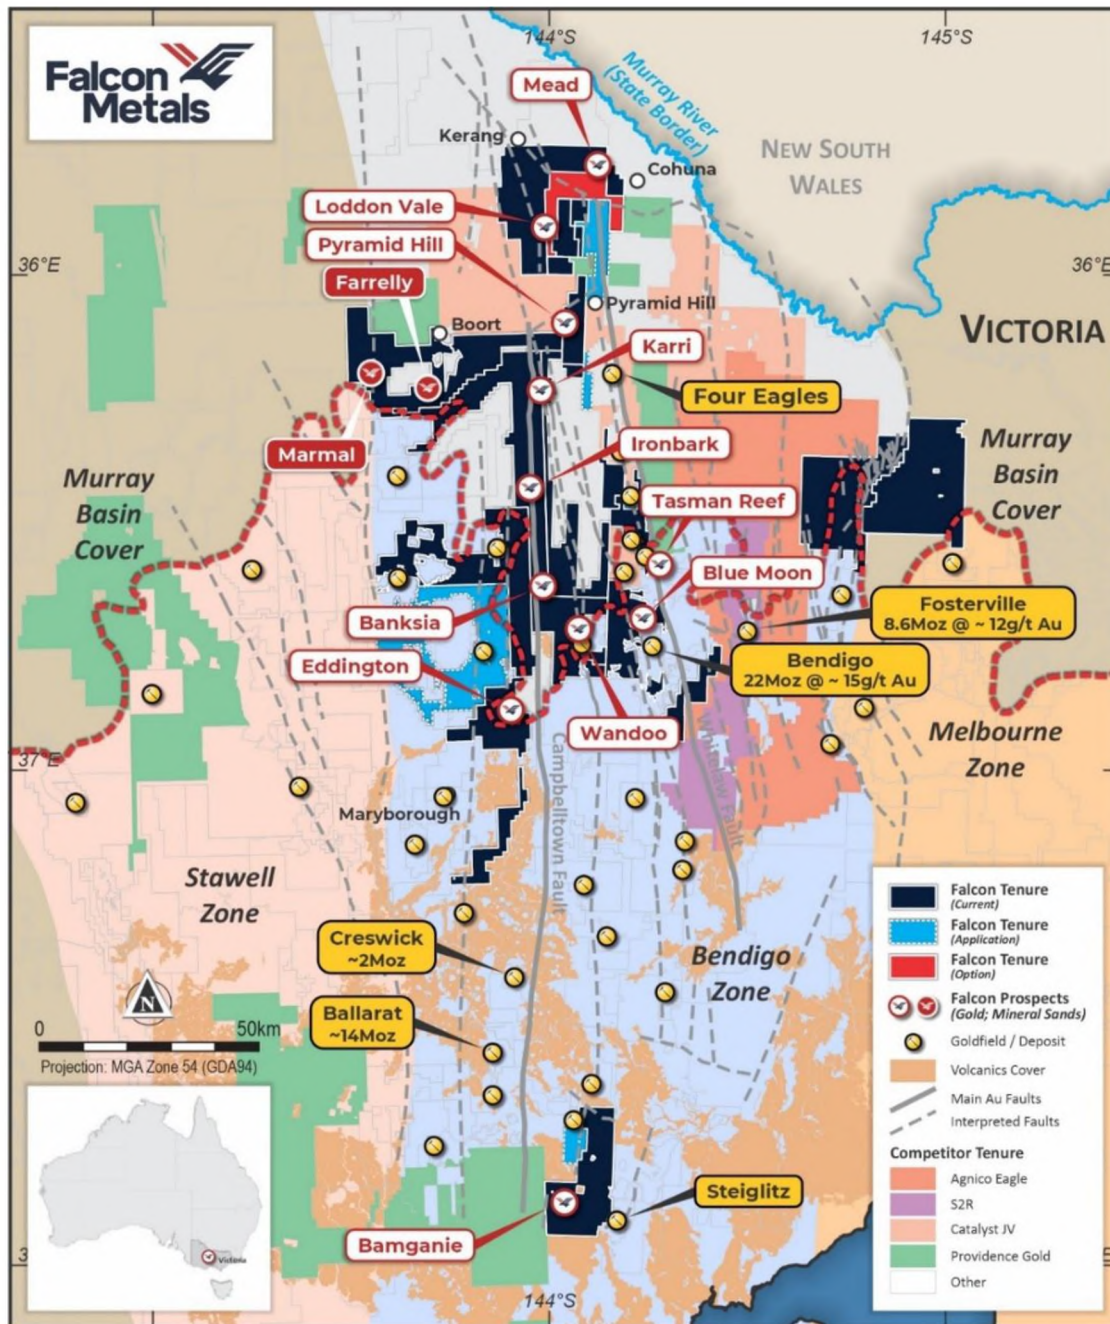 Falcon
Metals
144°S
145°S
Murray River
(State Border)
Mead
Kerang
Cohuna
NEW SOUTH
WALES
Loddon Vale
Pyramid Hill
36°E
36°E
Farrelly
Pyramid Hill
Boort
VICTORIA
Karri
Four Eagles
Ironbark
Marmal
Murray
Basin
Cover
Murray
Basin
Cover
Tasman Reef
Blue Moon
Banksia
Fosterville
8.6Moz @ ~ 12g/t Au
Eddington
Bendigo
22Moz @ ~ 15g/t Au
Wandoo
Melbourne
Zone
37°E
37°E
Campbelltown Fault
Whitelaw Fault
Maryborough
Stawell
Zone
Bendigo
Zone
Creswick
~2Moz
Ballarat
~14Moz
N
0
50km
Projection: MGA Zone 54 (GDA94)
Victoria
Steiglitz
Bamganie
144°S
Falcon Tenure
(Current)
Falcon Tenure
(Application)
Falcon Tenure
(Option)
Falcon Prospects
(Gold; Mineral Sands)
Goldfield / Deposit
Volcanics Cover
Main Au Faults
Interpreted Faults
Competitor Tenure
Agnico Eagle
S2R
Catalyst JV
Providence Gold
Other